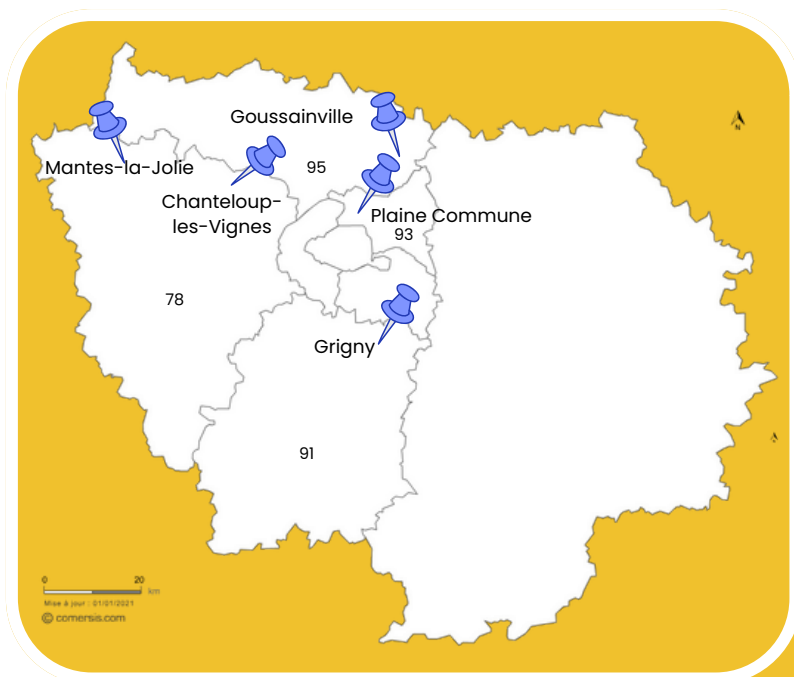 Goussainville
N
Mantes-la-Jolie
95
Chanteloup-
les-Vignes
Plaine Commune
93
78
Grigny
91
0 20
km
Mise à jour : 01/01/2021
© comersis.com